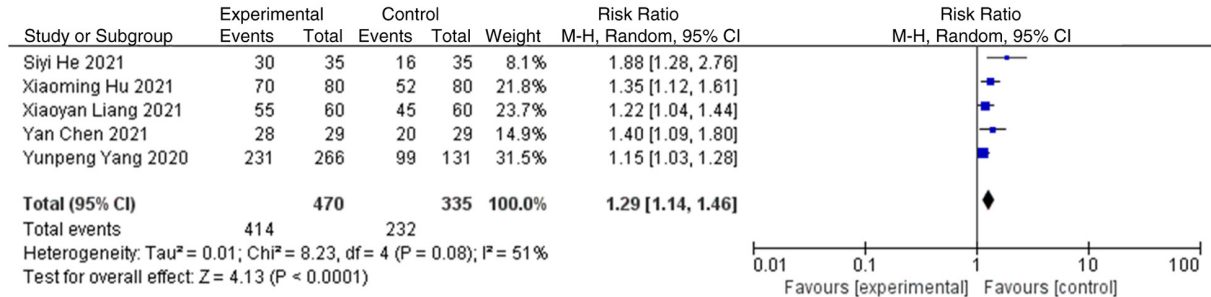 Experimental Control Risk Ratio Risk Ratio
Study or Subgroup Events Total Events Total Weight M-H, Random, 95% CI M-H, Random, 95% CI
Siyi He 2021 30 35 16 35 8.1% 1.88 [1.28, 2.76]
Xiaoming Hu 2021 70 80 52 80 21.8% 1.35 [1.12, 1.61]
Xiaoyan Liang 2021 55 60 45 60 23.7% 1.22 [1.04, 1.44]
Yan Chen 2021 28 29 20 29 14.9% 1.40 [1.09, 1.80]
Yunpeng Yang 2020 231 266 99 131 31.5% 1.15 [1.03, 1.28]
Total (95% CI) 470 335 100.0% 1.29 [1.14, 1.46]
Total events 414 232
Heterogeneity: Tau² = 0.01; Chi² = 8.23, df = 4 (P = 0.08); I² = 51%
Test for overall effect: Z = 4.13 (P < 0.0001)
0.01 0.1 1 10 100
Favours [experimental] Favours [control]